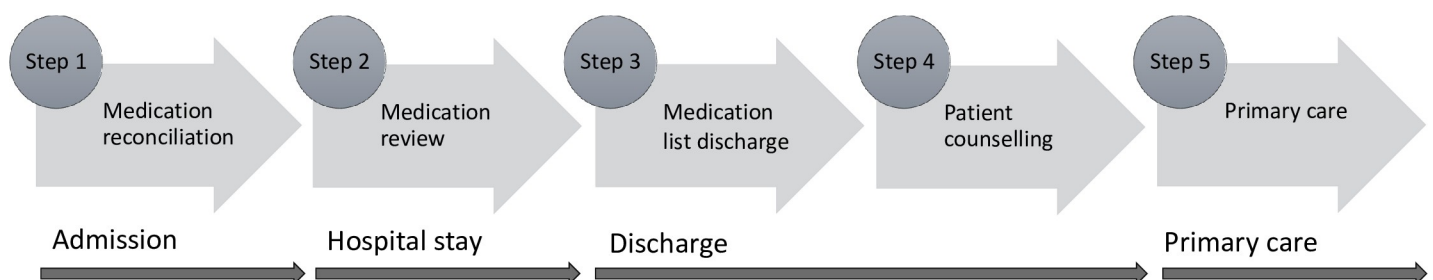 Step 1
Medication
reconciliation
Step 2
Medication
review
Step 3
Medication
list discharge
Step 4
Patient
counselling
Step 5
Primary care
Admission
Hospital stay
Discharge
Primary care